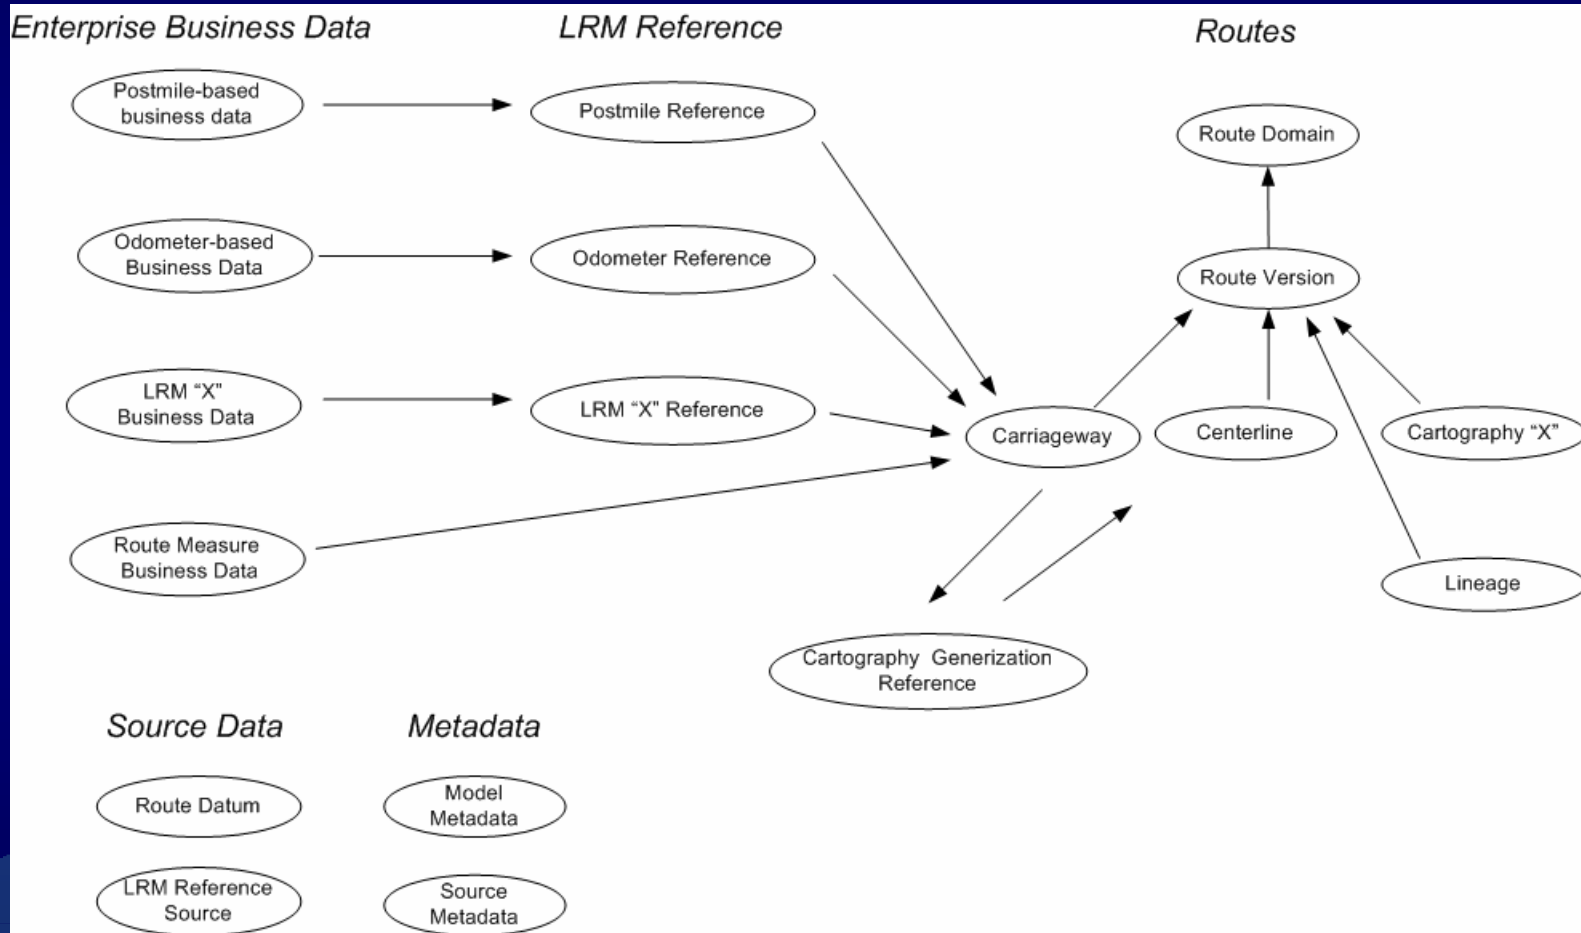 Enterprise Business Data
LRM Reference
Routes
Postmile-based
business data
Postmile Reference
Route Domain
Odometer-based
Business Data
Odometer Reference
Route Version
LRM “X”
Business Data
LRM “X” Reference
Carriageway
Centerline
Cartography “X”
Route Measure
Business Data
Lineage
Cartography Generization
Reference
Source Data
Metadata
Route Datum
Model
Metadata
LRM Reference
Source
Source
Metadata